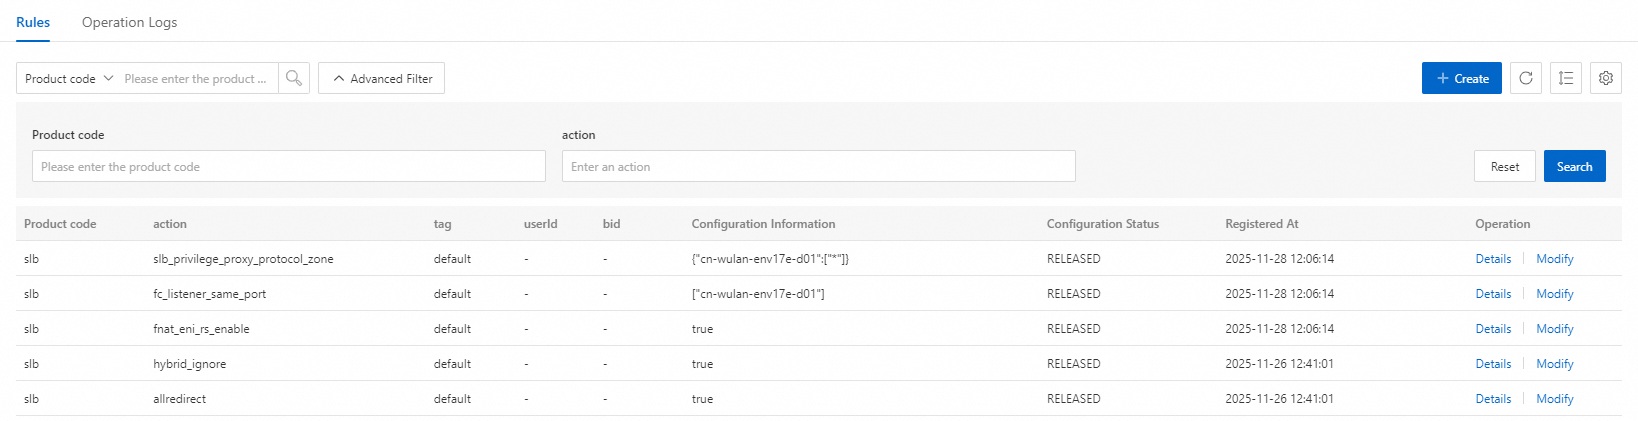 Rules Operation Logs
Product code Please enter the product ... Advanced Filter Create
Product code action
Please enter the product code Enter an action Reset Search
Product code action tag userId bid Configuration Information Configuration Status Registered At Operation
slb slb_privilege_proxy_protocol_zone default - - {"cn-wulan-env17e-d01":["*"]} RELEASED 2025-11-28 12:06:14 Details Modify
slb fc_listener_same_port default - - ["cn-wulan-env17e-d01"] RELEASED 2025-11-28 12:06:14 Details Modify
slb fnat_eni_rs_enable default - - true RELEASED 2025-11-28 12:06:14 Details Modify
slb hybrid_ignore default - - true RELEASED 2025-11-26 12:41:01 Details Modify
slb allredirect default - - true RELEASED 2025-11-26 12:41:01 Details Modify